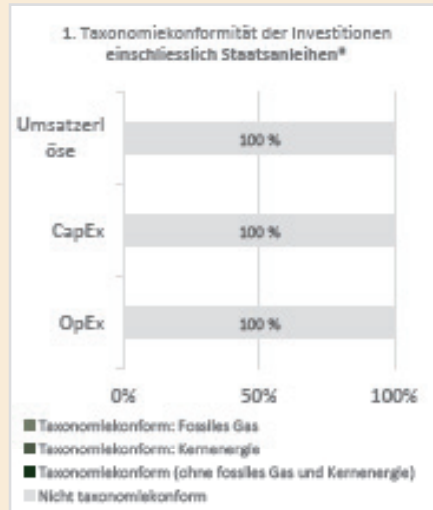 1. Taxonomiekonformität der Investitionen
einschliesslich Staatsanleihen*
Umsatzerl
öse
100 %
CapEx
100 %
OpEx
100 %
0%
50%
100%
Taxonomiekonform: Fossiles Gas
Taxonomiekonform: Kernenergie
Taxonomiekonform (ohne fossiles Gas und Kernenergie)
Nicht taxonomiekonform